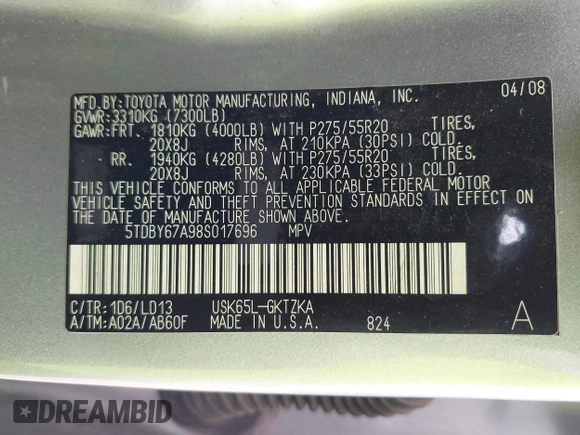 MFD. BY:TOYOTA MOTOR MANUFACTURING, INDIANA, INC. 04/08
GVWR:3310KG (7300LB)
GAWR:FRT. 1810KG (4000LB) WITH P275/55R20 TIRES,
20X8J RIMS, AT 210KPA (30PSI) COLD.
RR. 1940KG (4280LB) WITH P275/55R20 TIRES,
20X8J RIMS, AT 230KPA (33PSI) COLD.
THIS VEHICLE CONFORMS TO ALL APPLICABLE FEDERAL MOTOR
VEHICLE SAFETY AND THEFT PREVENTION STANDARDS IN EFFECT ON
THE DATE OF MANUFACTURE SHOWN ABOVE.
5TDBY67A98S017696 MPV
C/TR:1D6/LD13 USK65L-GKTZKA
A/TM:A02A/AB60F MADE IN U.S.A. 824 A
DREAMBID